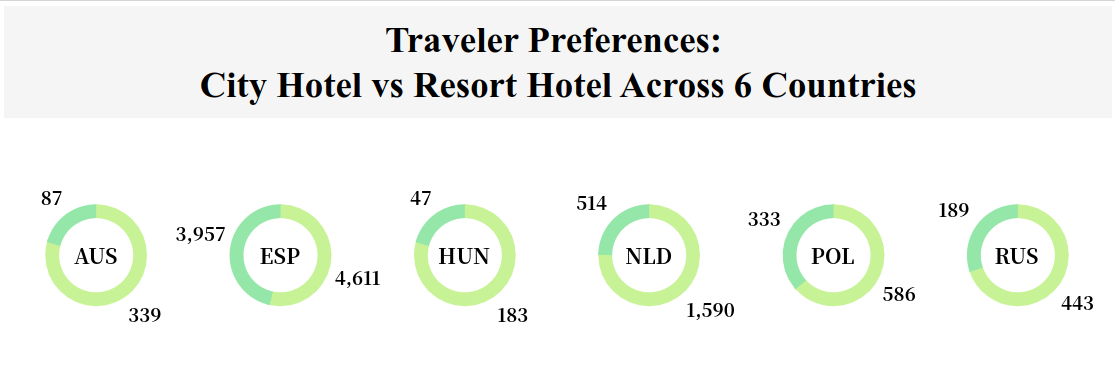 Traveler Preferences:
City Hotel vs Resort Hotel Across 6 Countries
87
AUS
339
3,957
ESP
4,611
47
HUN
183
514
NLD
1,590
333
POL
586
189
RUS
443